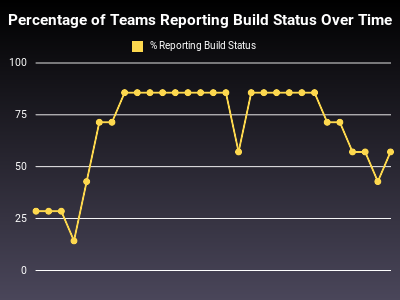 Percentage of Teams Reporting Build Status Over Time
% Reporting Build Status
100
75
50
25
0